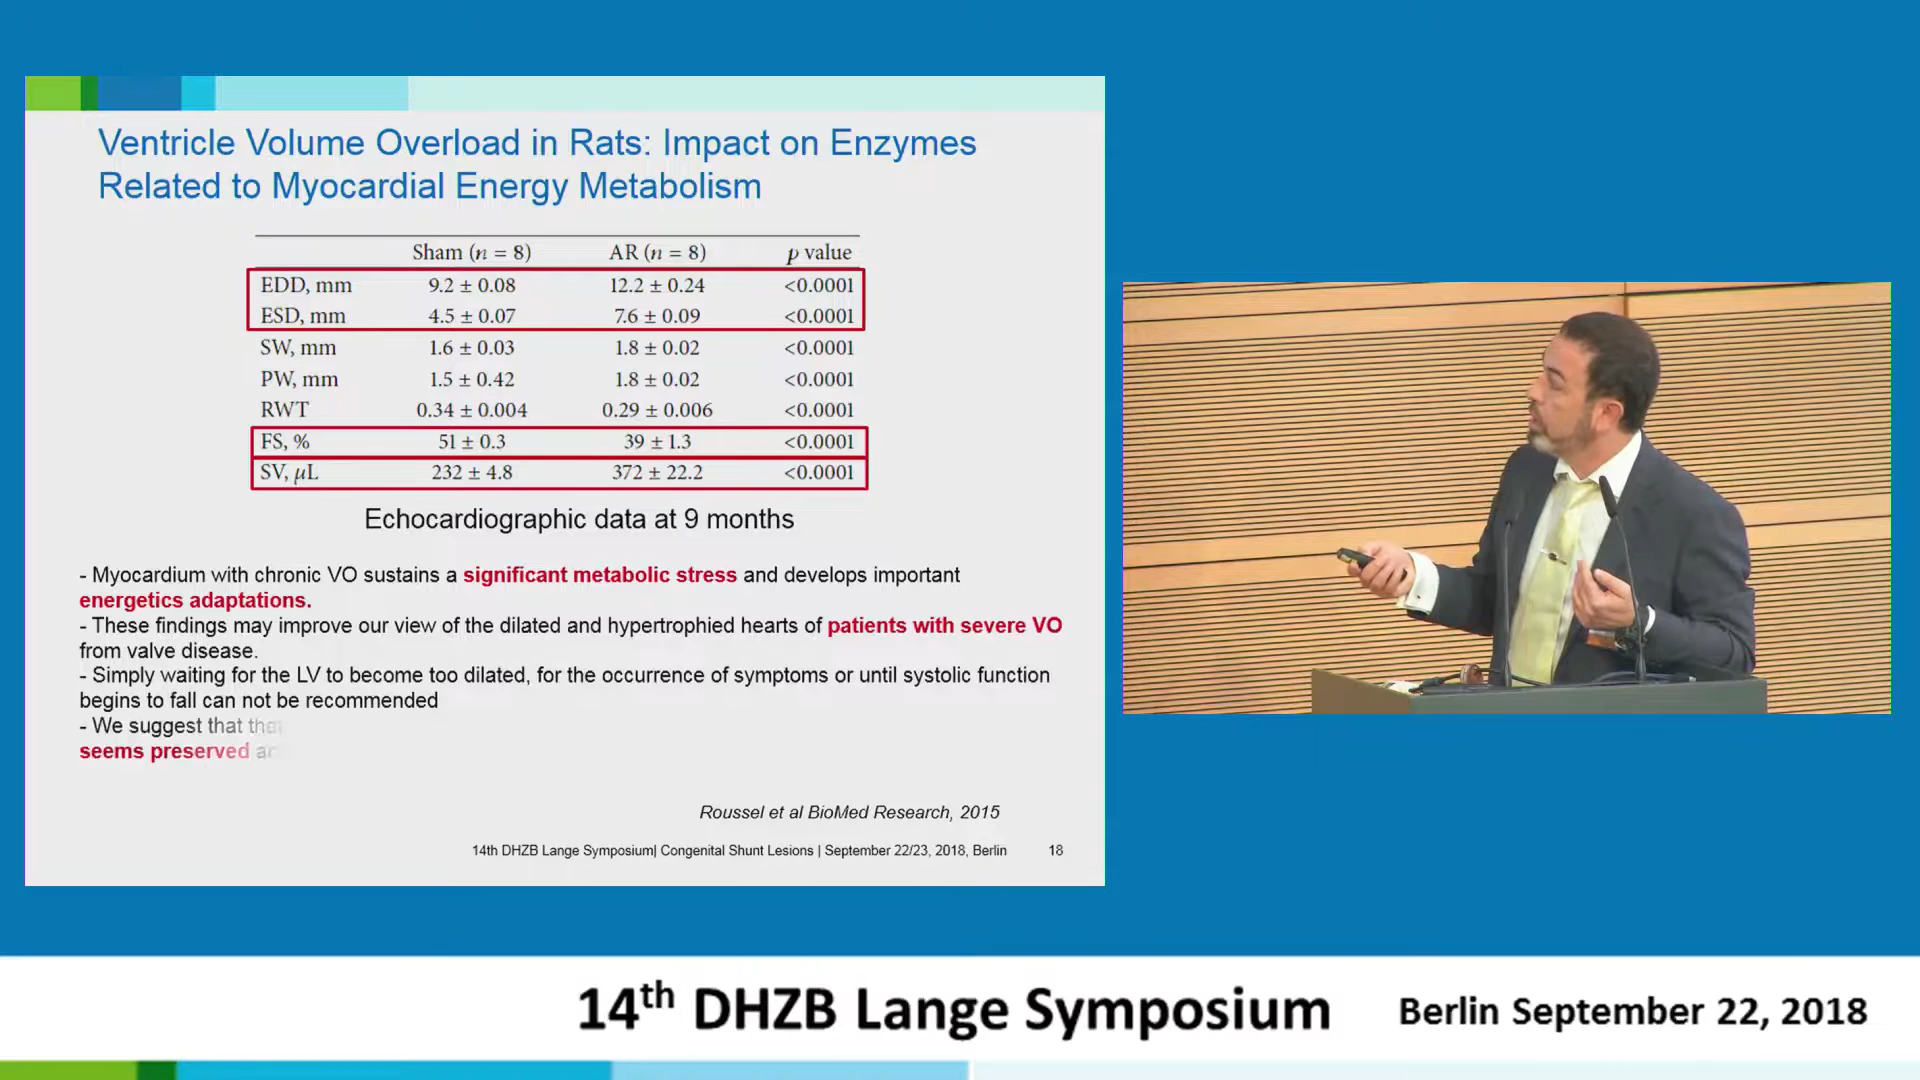 Ventricle Volume Overload in Rats: Impact on Enzymes
Related to Myocardial Energy Metabolism
Sham (n = 8) AR (n = 8) p value
EDD, mm 9.2 ± 0.08 12.2 ± 0.24 <0.0001
ESD, mm 4.5 ± 0.07 7.6 ± 0.09 <0.0001
SW, mm 1.6 ± 0.03 1.8 ± 0.02 <0.0001
PW, mm 1.5 ± 0.42 1.8 ± 0.02 <0.0001
RWT 0.34 ± 0.004 0.29 ± 0.006 <0.0001
FS, % 51 ± 0.3 39 ± 1.3 <0.0001
SV, μL 232 ± 4.8 372 ± 22.2 <0.0001
Echocardiographic data at 9 months
- Myocardium with chronic VO sustains a significant metabolic stress and develops important
energetics adaptations.
- These findings may improve our view of the dilated and hypertrophied hearts of patients with severe VO
from valve disease.
- Simply waiting for the LV to become too dilated, for the occurrence of symptoms or until systolic function
begins to fall can not be recommended
- We suggest that
seems preserved
Roussel et al BioMed Research, 2015
14th DHZB Lange Symposium| Congenital Shunt Lesions | September 22/23, 2018, Berlin 18
14th DHZB Lange Symposium Berlin September 22, 2018